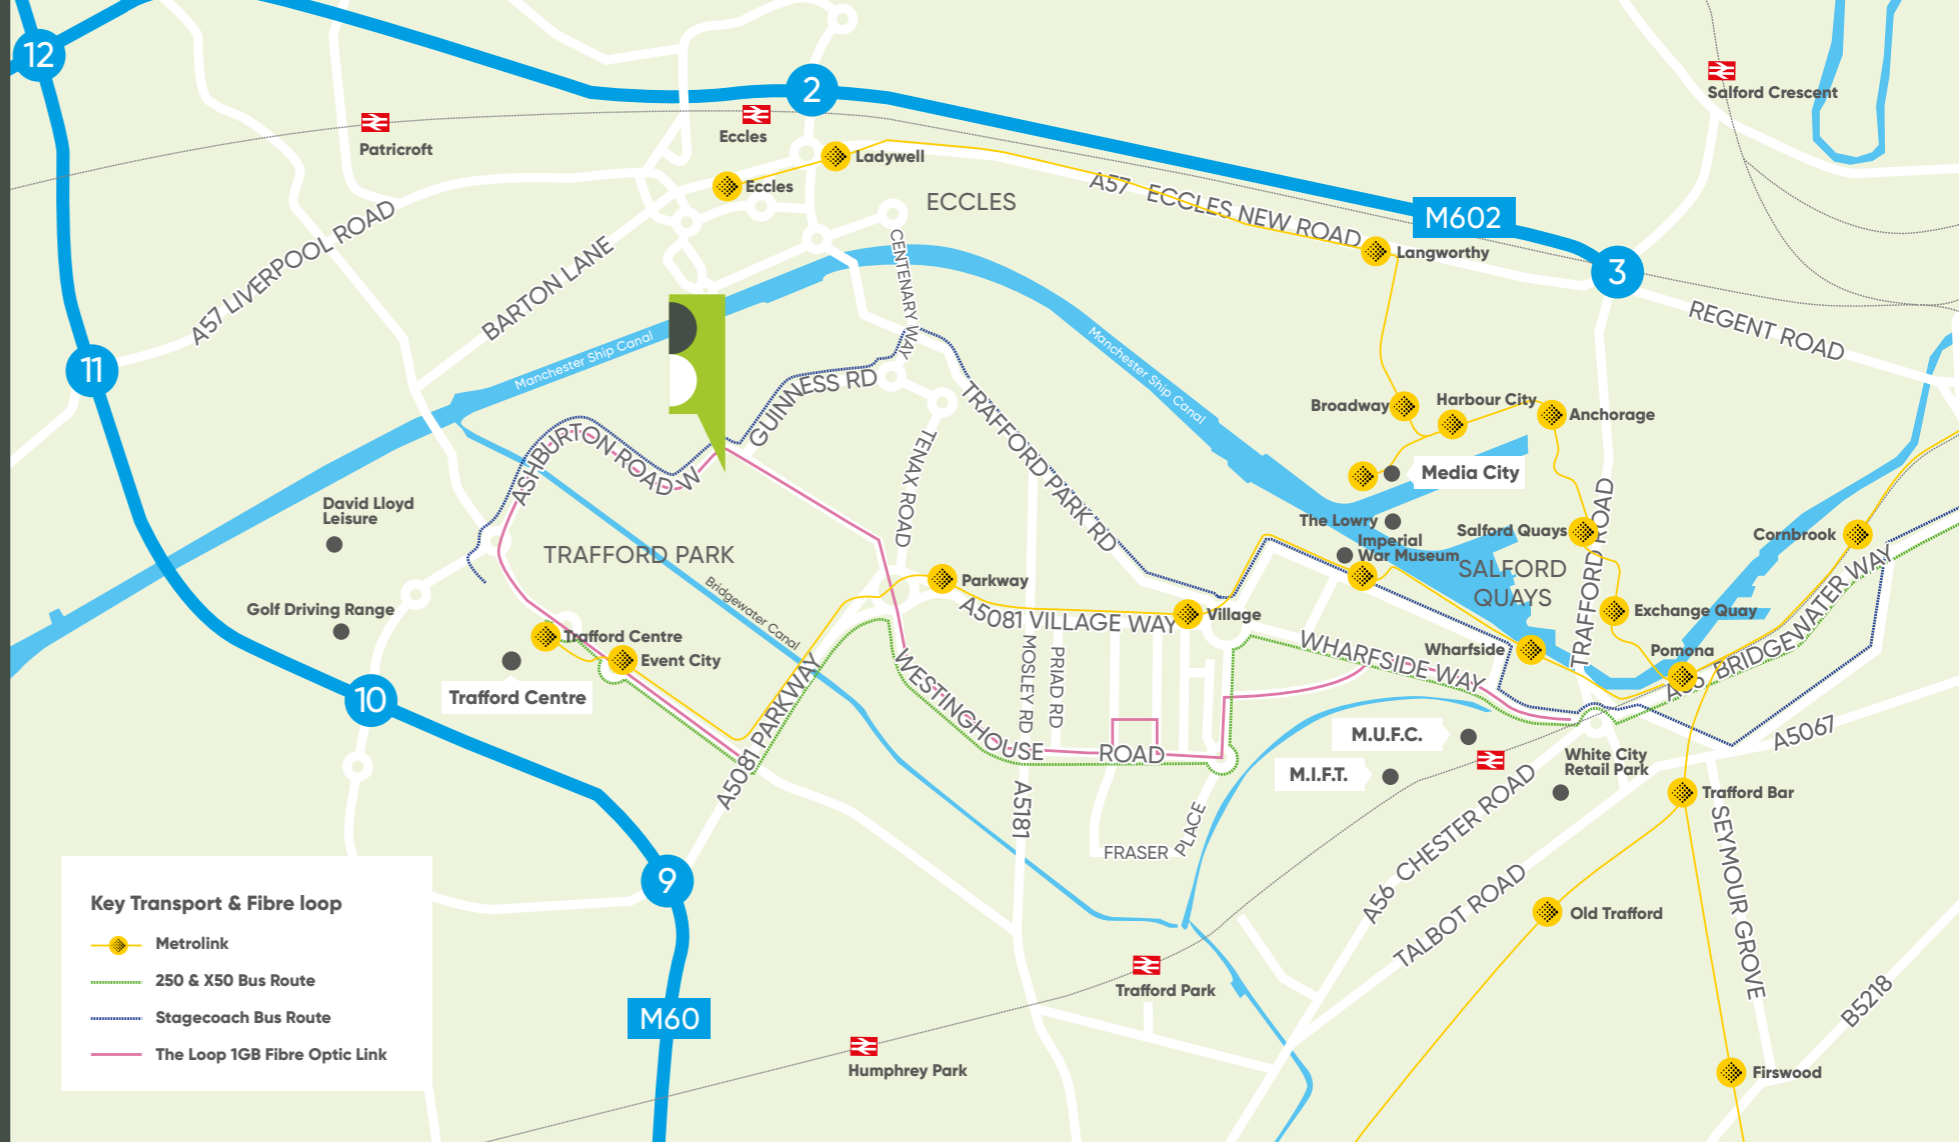 12
2
Salford Crescent
Patricroft
Eccles
Ladywell
Eccles
ECCLES
A57 ECCLES NEW ROAD
M602
Langworthy
3
A57 LIVERPOOL ROAD
BARTON LANE
CENTENARY WAY
REGENT ROAD
11
Manchester Ship Canal
Manchester Ship Canal
GUINNESS RD
TRAFFORD PARK RD
Broadway
Harbour City
Anchorage
ASHBURTON ROAD W
TENAX ROAD
Media City
David Lloyd
Leisure
The Lowry
Imperial
War Museum
Salford Quays
TRAFFORD ROAD
Cornbrook
TRAFFORD PARK
SALFORD
QUAYS
Bridgewater Canal
Parkway
A5081 VILLAGE WAY
Village
Exchange Quay
Golf Driving Range
Trafford Centre
Event City
Trafford Centre
A5081 PARKWAY
WESTINGHOUSE ROAD
MOSLEY RD
PRIAD RD
WHARFSIDE WAY
Wharfside
Pomona
A56 BRIDGEWATER WAY
10
M.U.F.C.
M.I.F.T.
White City
Retail Park
A5067
A5181
FRASER PLACE
Trafford Bar
A56 CHESTER ROAD
TALBOT ROAD
SEYMOUR GROVE
9
Old Trafford
Trafford Park
B5218
M60
Humphrey Park
Firswood
Key Transport & Fibre loop
Metrolink
250 & X50 Bus Route
Stagecoach Bus Route
The Loop 1GB Fibre Optic Link